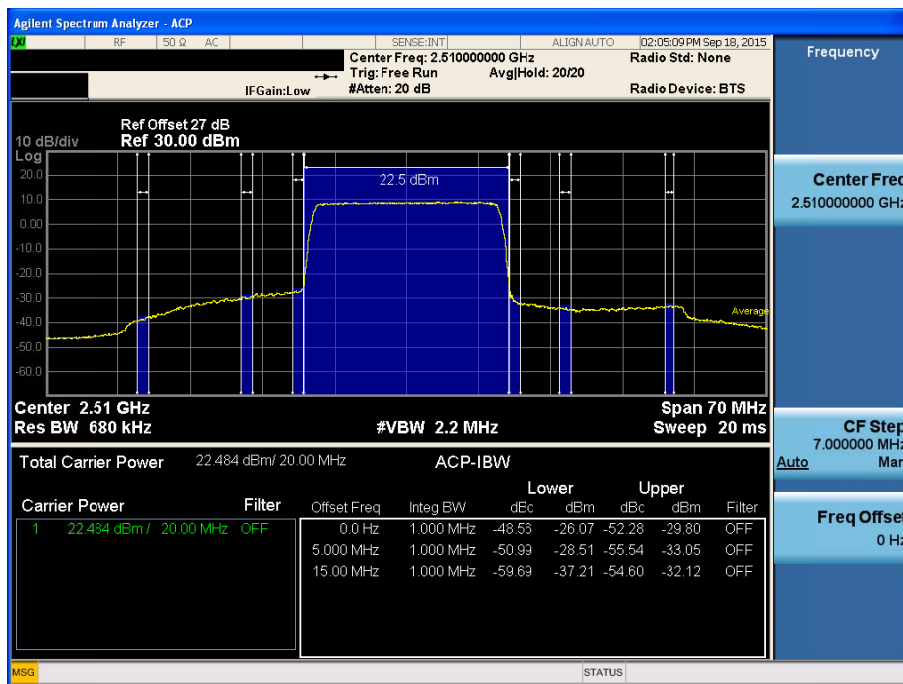 Agilent Spectrum Analyzer - ACP
LXI RF 50 Ω AC SENSE:INT ALIGN AUTO 02:05:09 PM Sep 18, 2015
Center Freq: 2.510000000 GHz Radio Std: None
Trig: Free Run Avg|Hold: 20/20
IFGain:Low #Atten: 20 dB Radio Device: BTS
Ref Offset 27 dB
10 dB/div Ref 30.00 dBm
Log
20.0
10.0
0.00
-10.0
-20.0
-30.0
-40.0
-50.0
-60.0
22.5 dBm
Average
Center 2.51 GHz Span 70 MHz
Res BW 680 kHz #VBW 2.2 MHz Sweep 20 ms
Total Carrier Power 22.484 dBm/ 20.00 MHz ACP-IBW
Lower Upper
Carrier Power Filter Offset Freq Integ BW dBc dBm dBc dBm Filter
1 22.484 dBm / 20.00 MHz OFF 0.0 Hz 1.000 MHz -48.55 -26.07 -52.28 -29.80 OFF
5.000 MHz 1.000 MHz -50.99 -28.51 -55.54 -33.05 OFF
15.00 MHz 1.000 MHz -59.69 -37.21 -54.60 -32.12 OFF
MSG STATUS
Frequency
Center Freq
2.510000000 GHz
CF Step
7.000000 MHz
Auto Man
Freq Offset
0 Hz